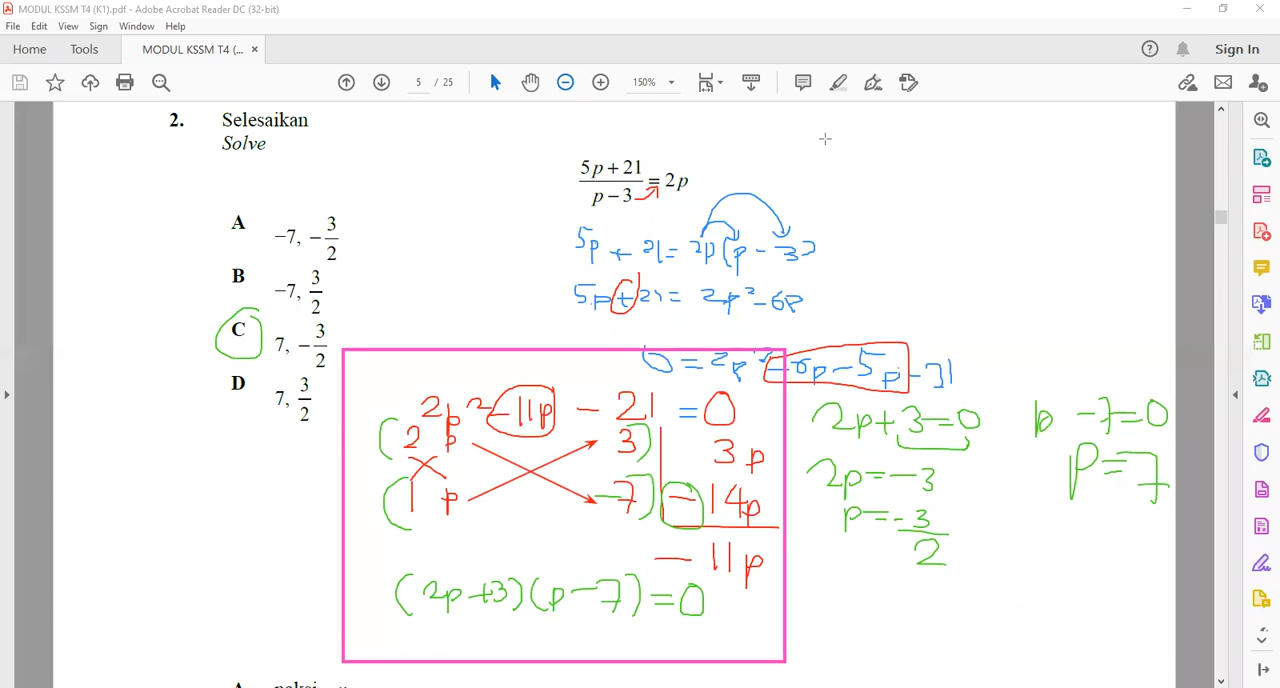 MODUL KSSM T4 (K1).pdf - Adobe Acrobat Reader DC (32-bit)
File Edit View Sign Window Help
Home Tools MODUL KSSM T4 (... × Sign In
5 / 25 150%
2. Selesaikan
Solve
(5p + 21)/(p − 3) = 2p
A −7, −3/2
B −7, 3/2
C 7, −3/2
D 7, 3/2
5p + 21 = 2p(p − 3)
5p + 21 = 2p² − 6p
0 = 2p² − 6p − 5p − 21
2p² − 11p − 21 = 0
(2p 3) 3p
(1p −7) − 14p
− 11p
(2p + 3)(p − 7) = 0
2p + 3 = 0
2p = −3
p = −3/2
p − 7 = 0
p = 7